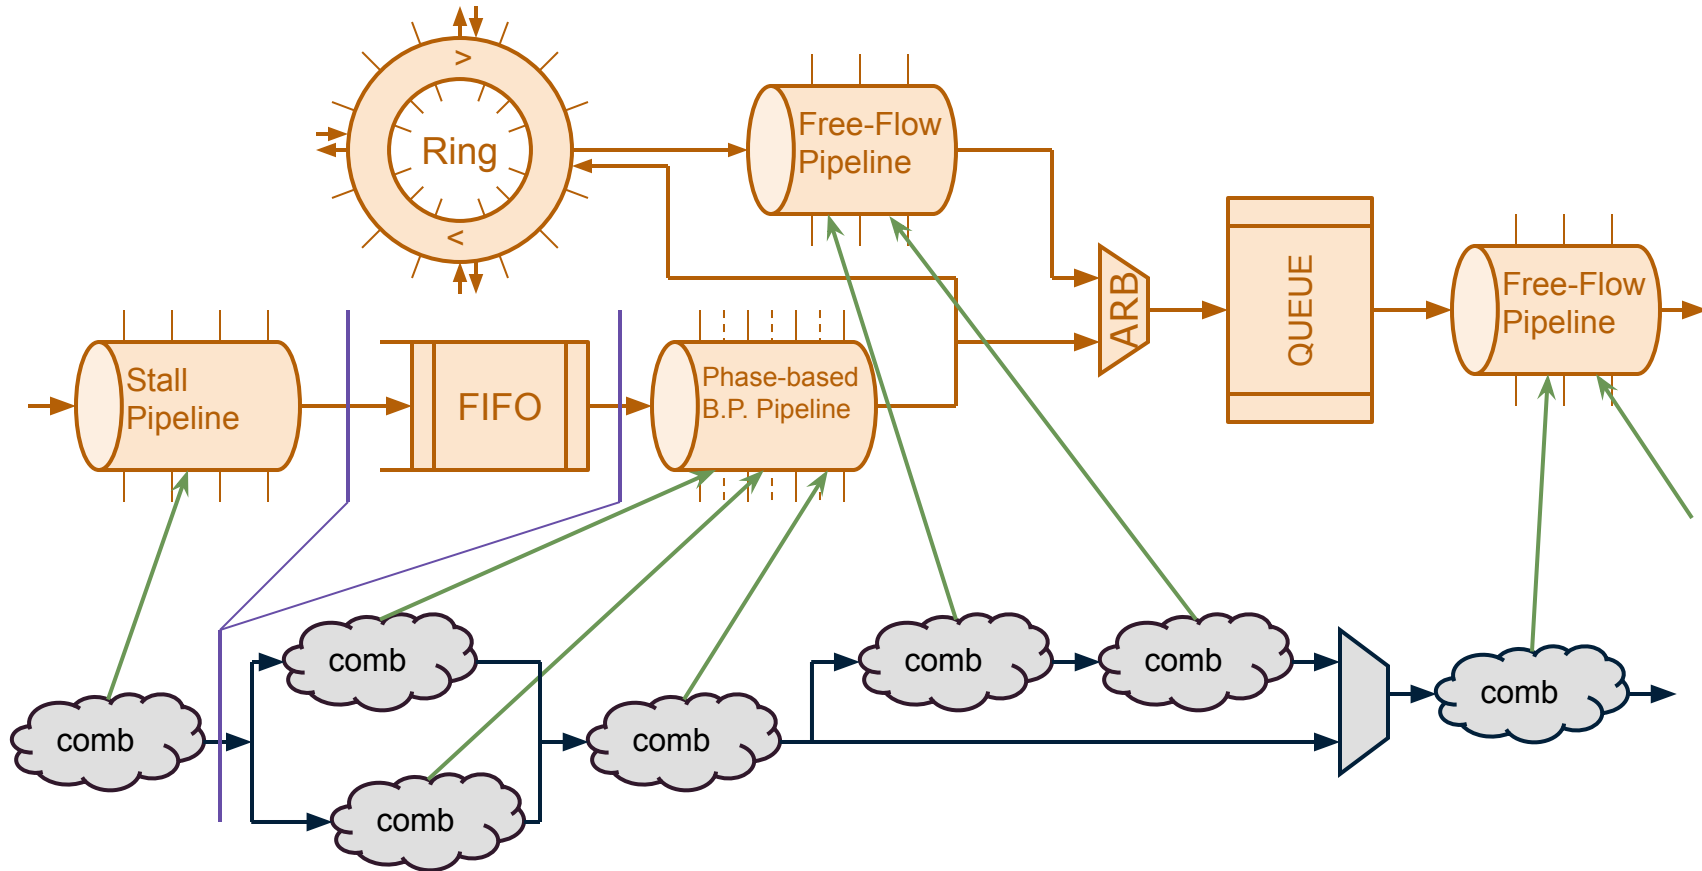 >
Ring
<
Free-Flow
Pipeline
ARB
QUEUE
Free-Flow
Pipeline
Stall
Pipeline
FIFO
Phase-based
B.P. Pipeline
comb
comb
comb
comb
comb
comb
comb